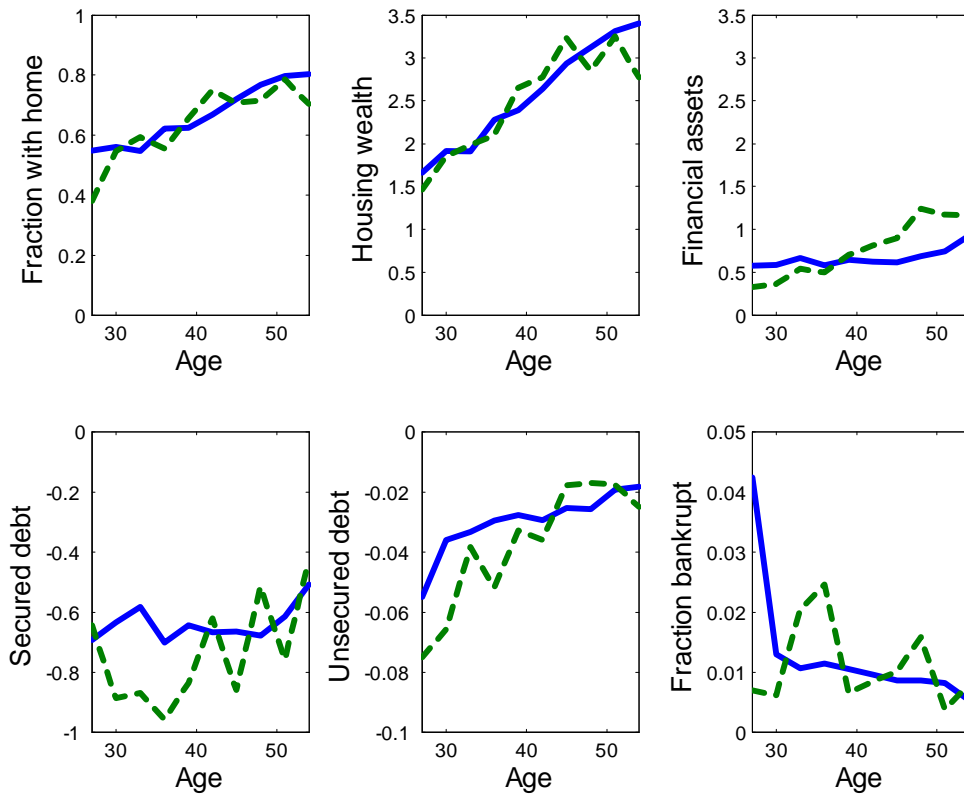 Fraction with home
1
0.8
0.6
0.4
0.2
0
30 40 50
Age
Housing wealth
3.5
3
2.5
2
1.5
1
0.5
0
30 40 50
Age
Financial assets
3.5
3
2.5
2
1.5
1
0.5
0
30 40 50
Age
Secured debt
0
-0.2
-0.4
-0.6
-0.8
-1
30 40 50
Age
Unsecured debt
0
-0.02
-0.04
-0.06
-0.08
-0.1
30 40 50
Age
Fraction bankrupt
0.05
0.04
0.03
0.02
0.01
0
30 40 50
Age